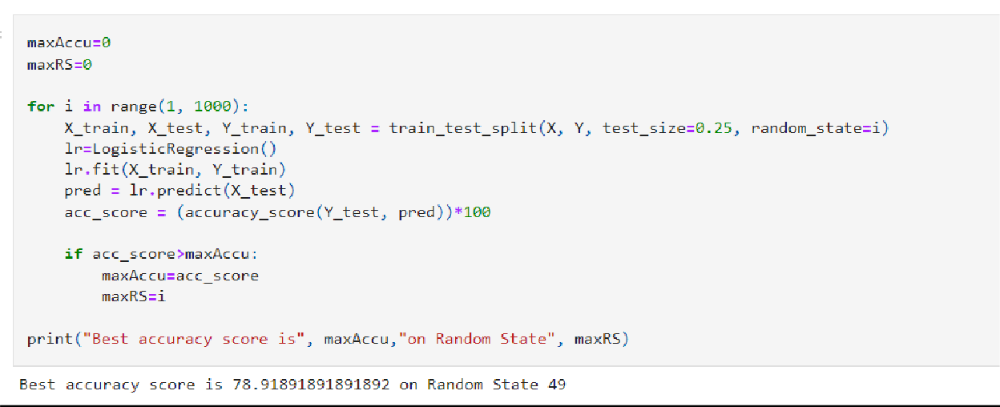 maxAccu=0
maxRS=0
for i in range(1, 1000):
    X_train, X_test, Y_train, Y_test = train_test_split(X, Y, test_size=0.25, random_state=i)
    lr=LogisticRegression()
    lr.fit(X_train, Y_train)
    pred = lr.predict(X_test)
    acc_score = (accuracy_score(Y_test, pred))*100
    if acc_score>maxAccu:
        maxAccu=acc_score
        maxRS=i
print("Best accuracy score is", maxAccu,"on Random State", maxRS)
Best accuracy score is 78.91891891891892 on Random State 49